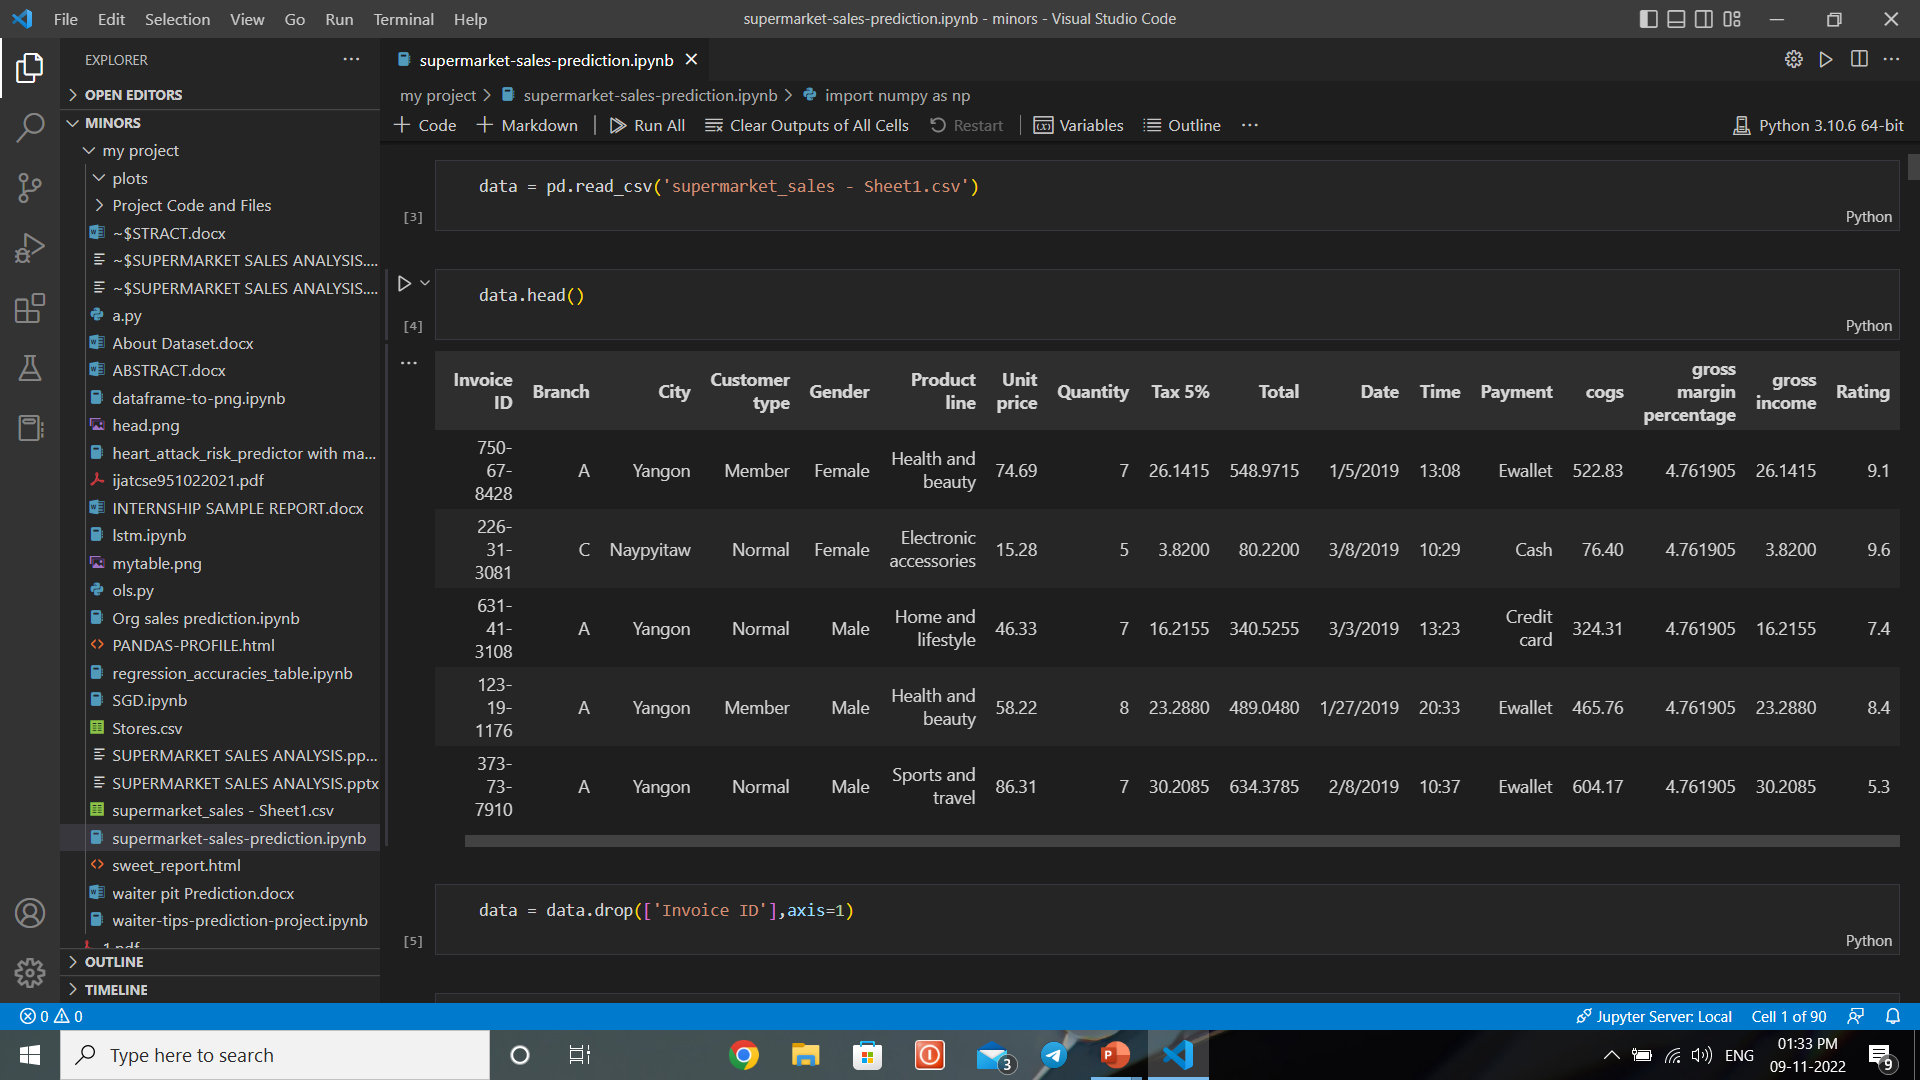 File Edit Selection View Go Run Terminal Help
supermarket-sales-prediction.ipynb - minors - Visual Studio Code
EXPLORER
OPEN EDITORS
MINORS
my project
plots
Project Code and Files
~$STRACT.docx
~$SUPERMARKET SALES ANALYSIS....
~$SUPERMARKET SALES ANALYSIS....
a.py
About Dataset.docx
ABSTRACT.docx
dataframe-to-png.ipynb
head.png
heart_attack_risk_predictor with ma...
ijatcse951022021.pdf
INTERNSHIP SAMPLE REPORT.docx
lstm.ipynb
mytable.png
ols.py
Org sales prediction.ipynb
PANDAS-PROFILE.html
regression_accuracies_table.ipynb
SGD.ipynb
Stores.csv
SUPERMARKET SALES ANALYSIS.pp...
SUPERMARKET SALES ANALYSIS.pptx
supermarket_sales - Sheet1.csv
supermarket-sales-prediction.ipynb
sweet_report.html
waiter pit Prediction.docx
waiter-tips-prediction-project.ipynb
1.pdf
OUTLINE
TIMELINE
supermarket-sales-prediction.ipynb
my project > supermarket-sales-prediction.ipynb > import numpy as np
+ Code + Markdown Run All Clear Outputs of All Cells Restart Variables Outline ...
Python 3.10.6 64-bit
data = pd.read_csv('supermarket_sales - Sheet1.csv')
[3]
Python
data.head()
[4]
Python
Invoice ID Branch City Customer type Gender Product line Unit price Quantity Tax 5% Total Date Time Payment cogs gross margin percentage gross income Rating
750-67-8428 A Yangon Member Female Health and beauty 74.69 7 26.1415 548.9715 1/5/2019 13:08 Ewallet 522.83 4.761905 26.1415 9.1
226-31-3081 C Naypyitaw Normal Female Electronic accessories 15.28 5 3.8200 80.2200 3/8/2019 10:29 Cash 76.40 4.761905 3.8200 9.6
631-41-3108 A Yangon Normal Male Home and lifestyle 46.33 7 16.2155 340.5255 3/3/2019 13:23 Credit card 324.31 4.761905 16.2155 7.4
123-19-1176 A Yangon Member Male Health and beauty 58.22 8 23.2880 489.0480 1/27/2019 20:33 Ewallet 465.76 4.761905 23.2880 8.4
373-73-7910 A Yangon Normal Male Sports and travel 86.31 7 30.2085 634.3785 2/8/2019 10:37 Ewallet 604.17 4.761905 30.2085 5.3
data = data.drop(['Invoice ID'],axis=1)
[5]
Python
0 0
Jupyter Server: Local Cell 1 of 90
Type here to search
3
P
ENG
01:33 PM
09-11-2022
9